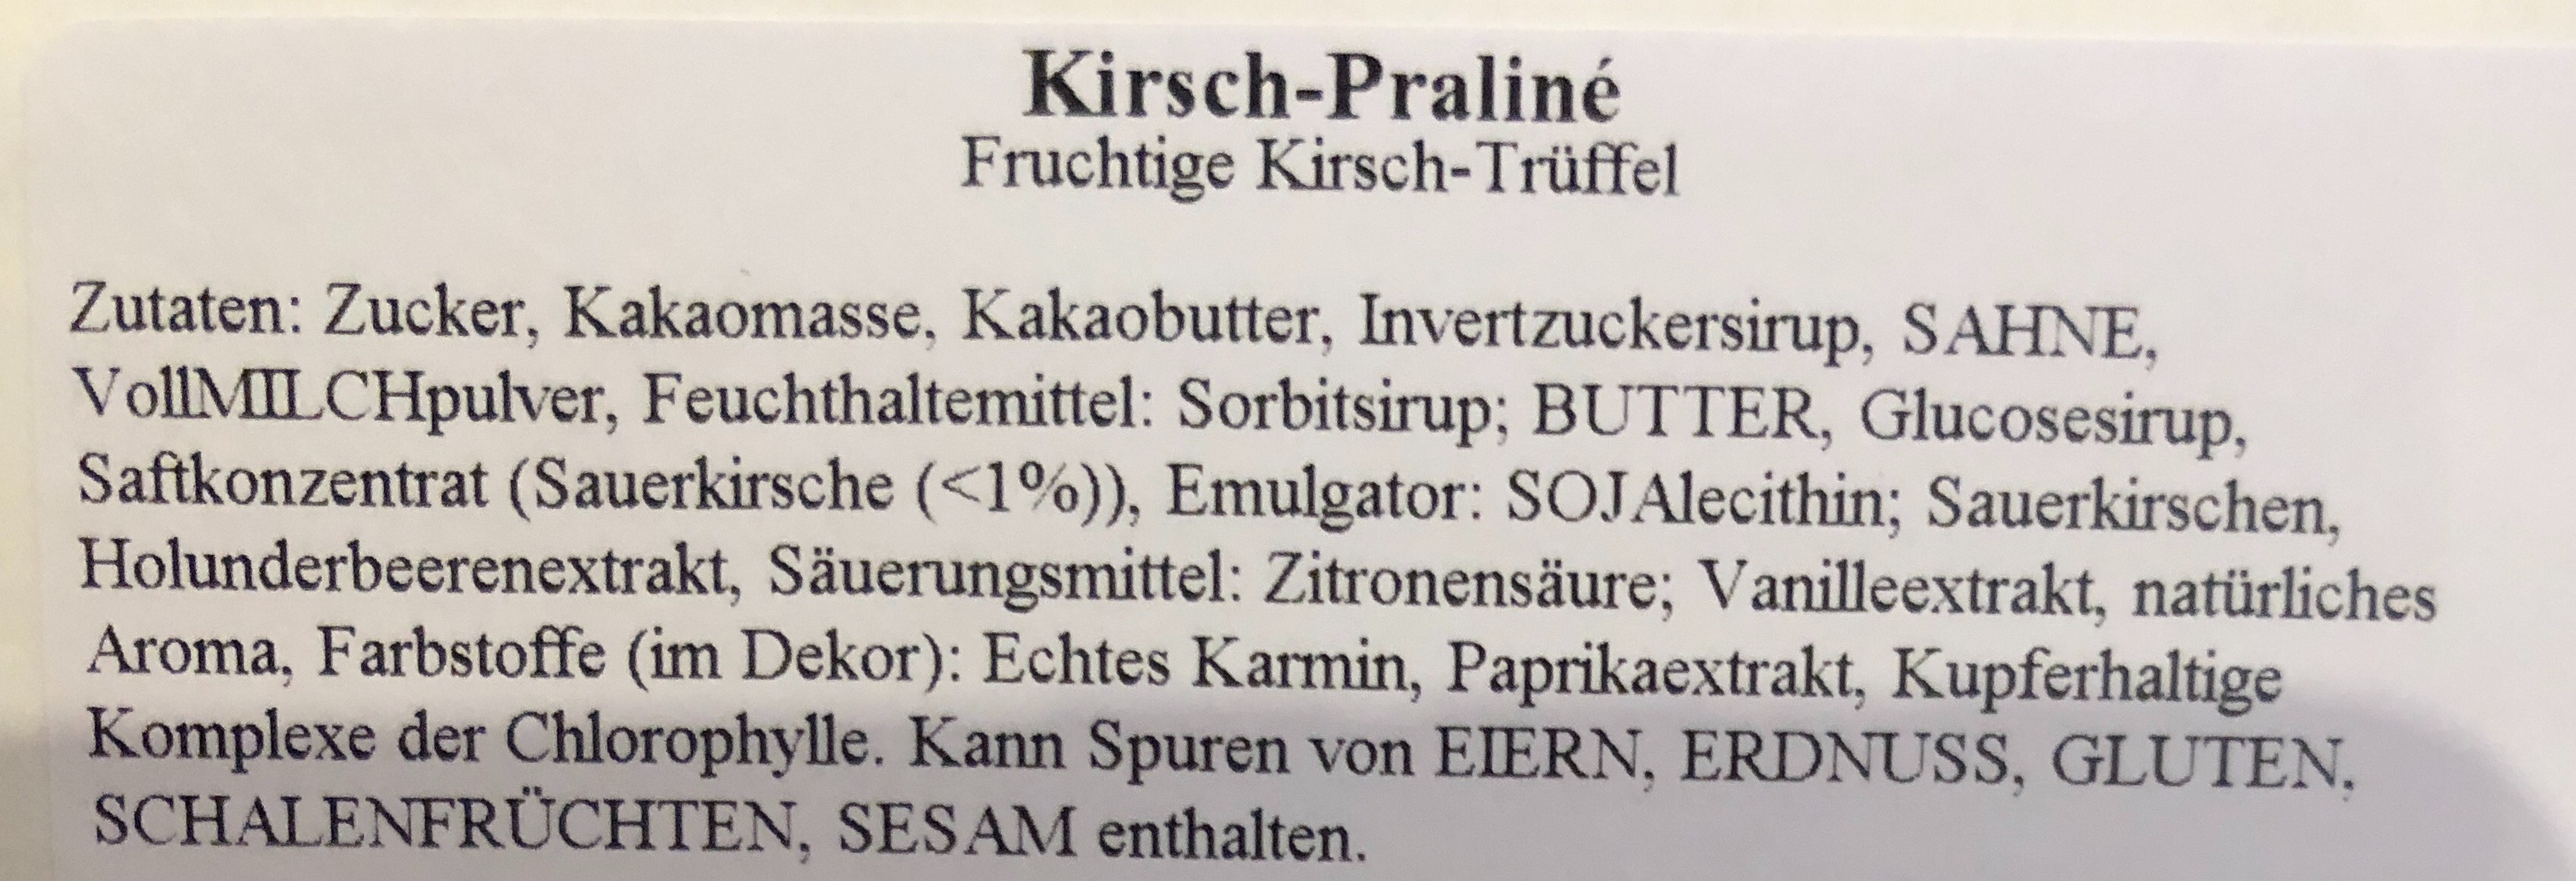 Kirsch-Praliné
Fruchtige Kirsch-Trüffel
Zutaten: Zucker, Kakaomasse, Kakaobutter, Invertzuckersirup, SAHNE,
VollMILCHpulver, Feuchthaltemittel: Sorbitsirup; BUTTER, Glucosesirup,
Saftkonzentrat (Sauerkirsche (<1%)), Emulgator: SOJAlecithin; Sauerkirschen,
Holunderbeerenextrakt, Säuerungsmittel: Zitronensäure; Vanilleextrakt, natürliches
Aroma, Farbstoffe (im Dekor): Echtes Karmin, Paprikaextrakt, Kupferhaltige
Komplexe der Chlorophylle. Kann Spuren von EIERN, ERDNUSS, GLUTEN,
SCHALENFRÜCHTEN, SESAM enthalten.